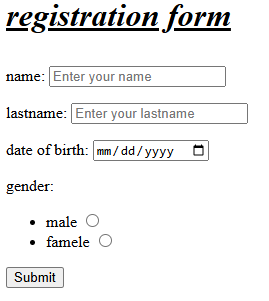 registration form
name: Enter your name
lastname: Enter your lastname
date of birth: mm/dd/yyyy
gender:
male
famele
Submit